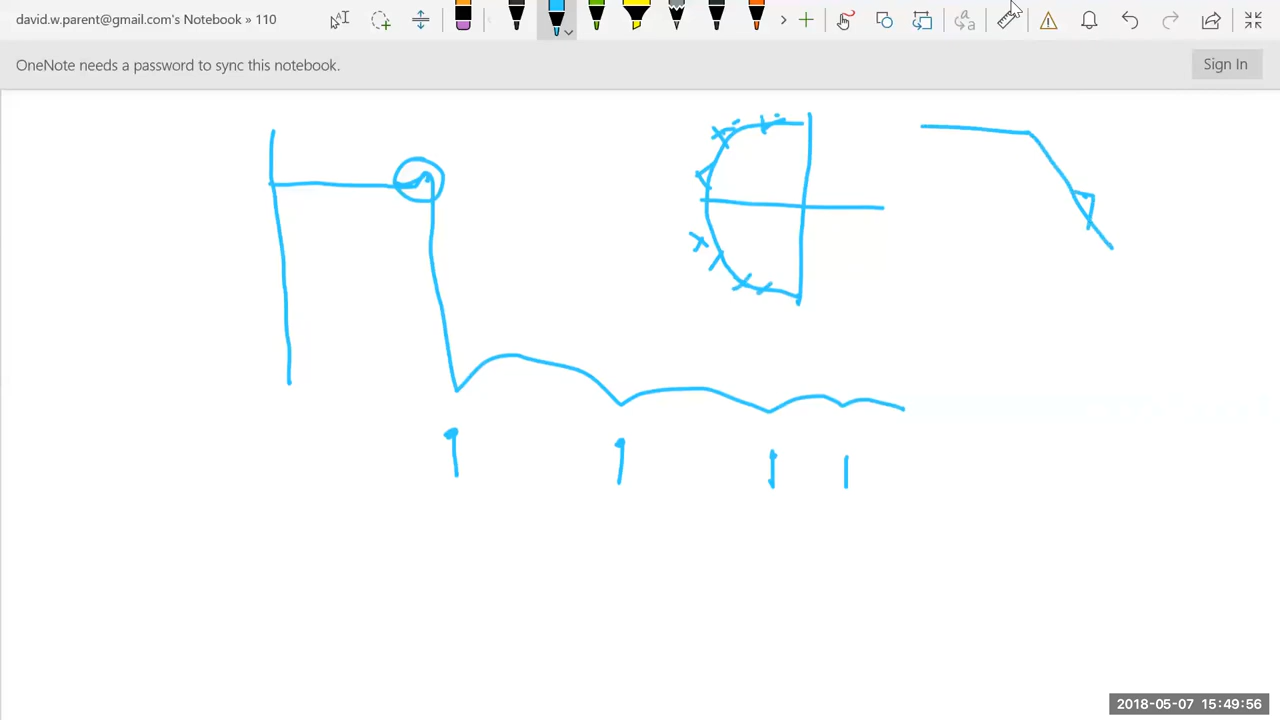 david.w.parent@gmail.com's Notebook » 110
OneNote needs a password to sync this notebook.
Sign In
2018-05-07 15:49:56